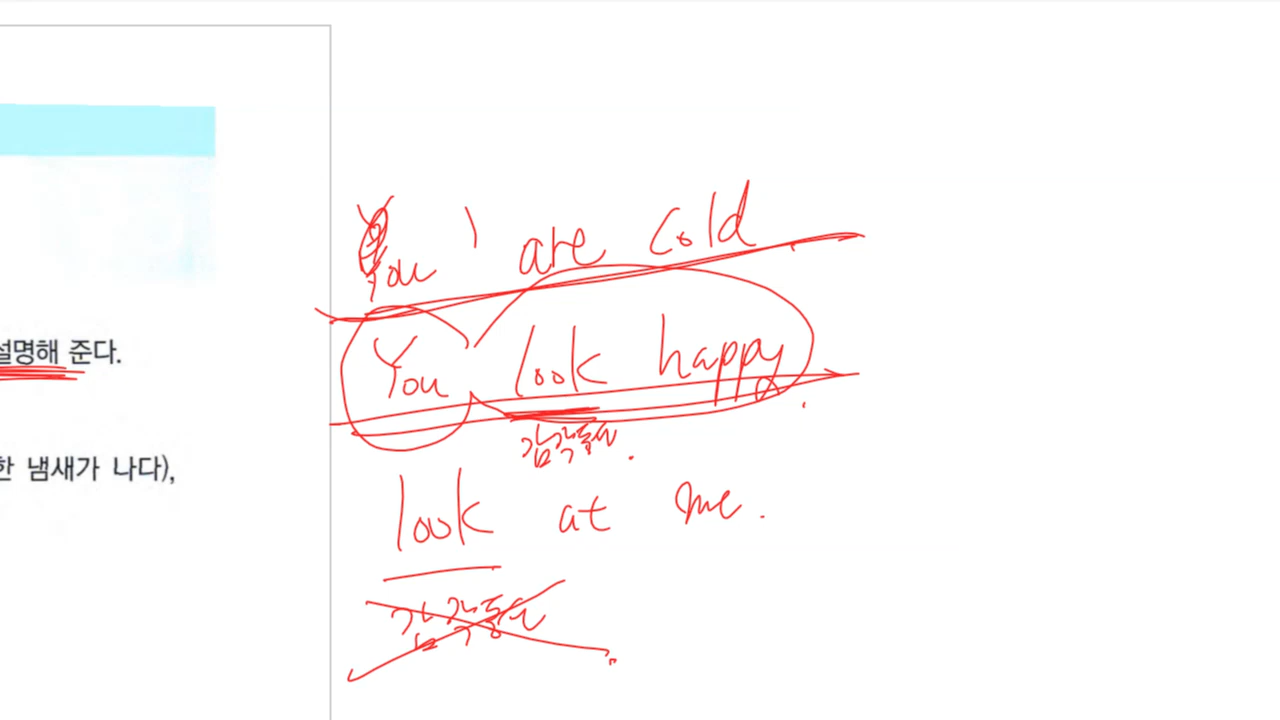 You are cold
설명해 준다.
You look happy
감각동사.
한 냄새가 나다),
look at me.
감각동사